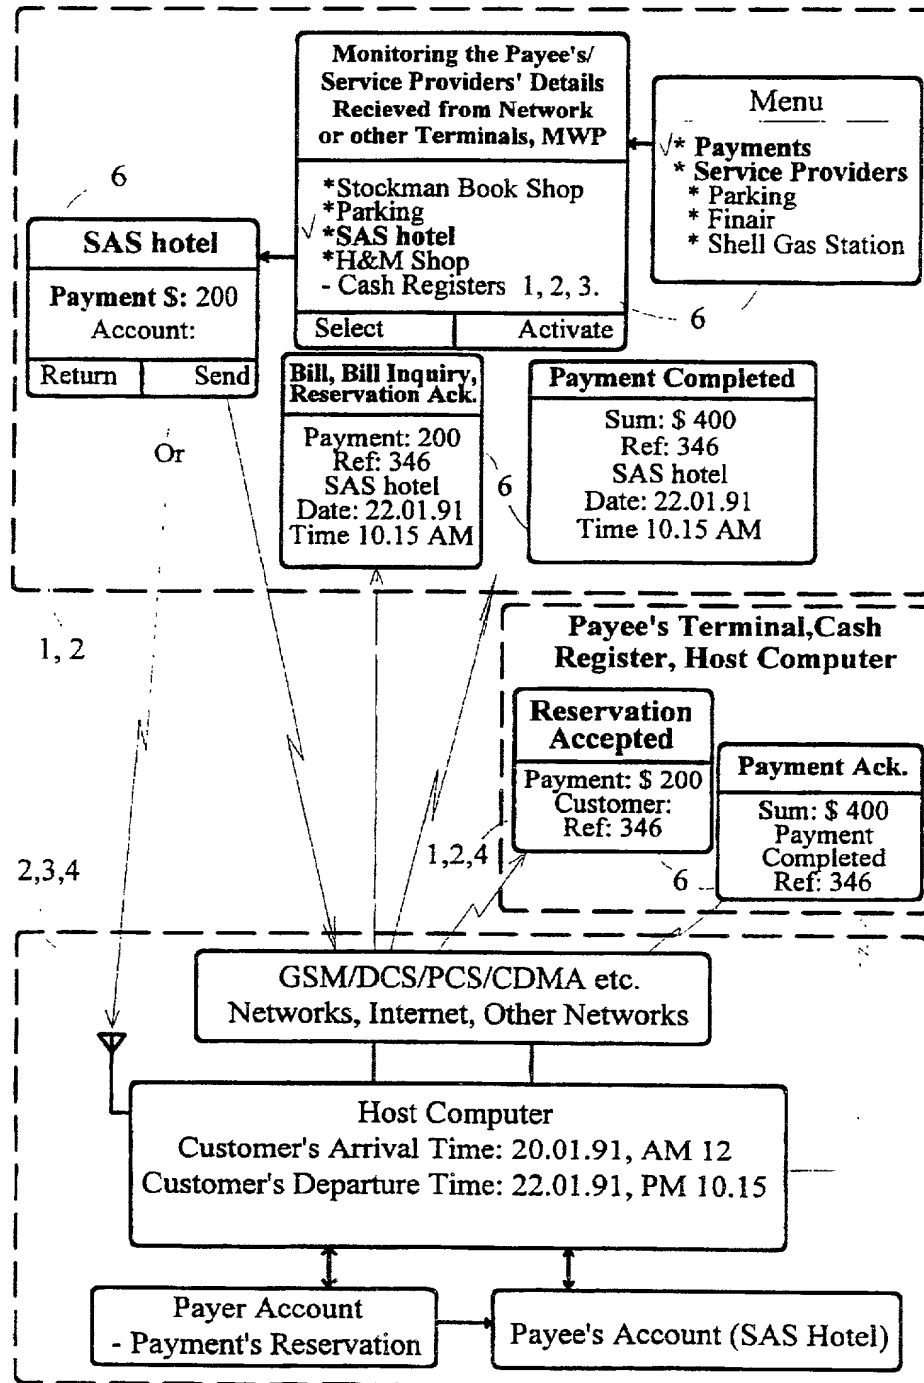 Monitoring the Payee's/
Service Providers' Details
Recieved from Network
or other Terminals, MWP
*Stockman Book Shop
*Parking
*SAS hotel
*H&M Shop
- Cash Registers 1, 2, 3.
Select Activate
Menu
* Payments
* Service Providers
* Parking
* Finair
* Shell Gas Station
6
6
SAS hotel
Payment $: 200
Account:
Return Send
Or
Bill, Bill Inquiry,
Reservation Ack.
Payment: 200
Ref: 346
SAS hotel
Date: 22.01.91
Time 10.15 AM
6
Payment Completed
Sum: $ 400
Ref: 346
SAS hotel
Date: 22.01.91
Time 10.15 AM
1, 2
Payee's Terminal,Cash
Register, Host Computer
Reservation
Accepted
Payment: $ 200
Customer:
Ref: 346
Payment Ack.
Sum: $ 400
Payment
Completed
Ref: 346
1,2,4
6
2,3,4
GSM/DCS/PCS/CDMA etc.
Networks, Internet, Other Networks
Host Computer
Customer's Arrival Time: 20.01.91, AM 12
Customer's Departure Time: 22.01.91, PM 10.15
Payer Account
- Payment's Reservation
Payee's Account (SAS Hotel)